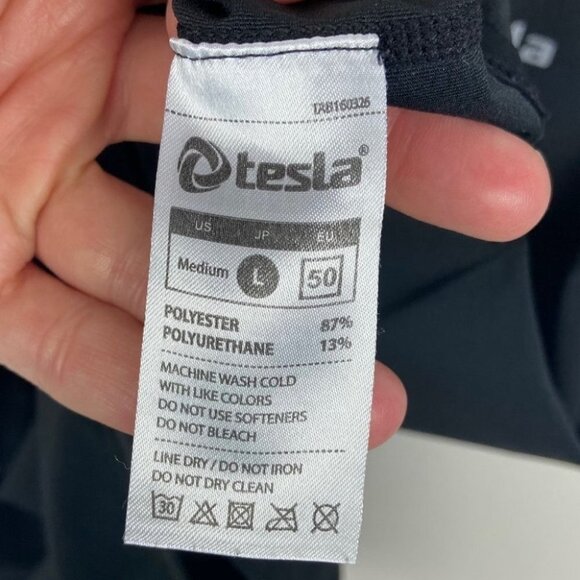 TAB160326
tesla®
US JP EU
Medium L 50
POLYESTER 87%
POLYURETHANE 13%
MACHINE WASH COLD
WITH LIKE COLORS
DO NOT USE SOFTENERS
DO NOT BLEACH
LINE DRY / DO NOT IRON
DO NOT DRY CLEAN
30